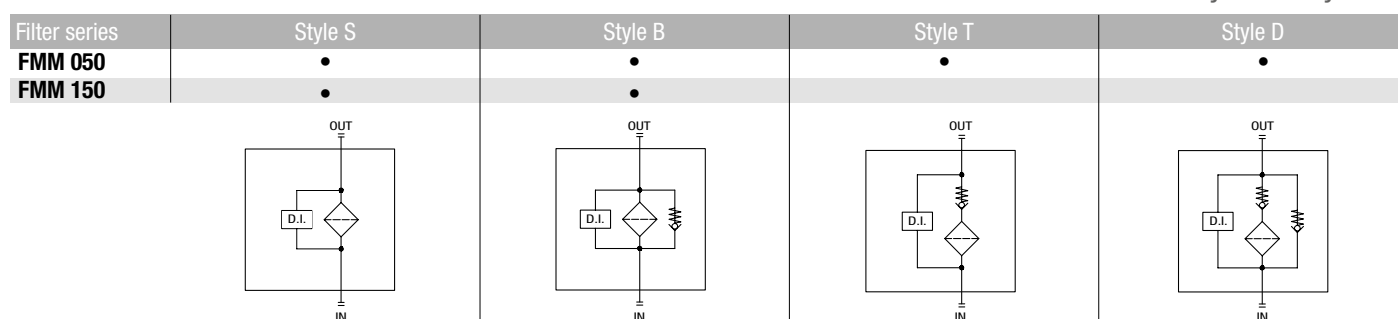 Filter series Style S Style B Style T Style D
FMM 050 • • • •
FMM 150 • •
OUT OUT OUT OUT
D.I. D.I. D.I. D.I.
IN IN IN IN